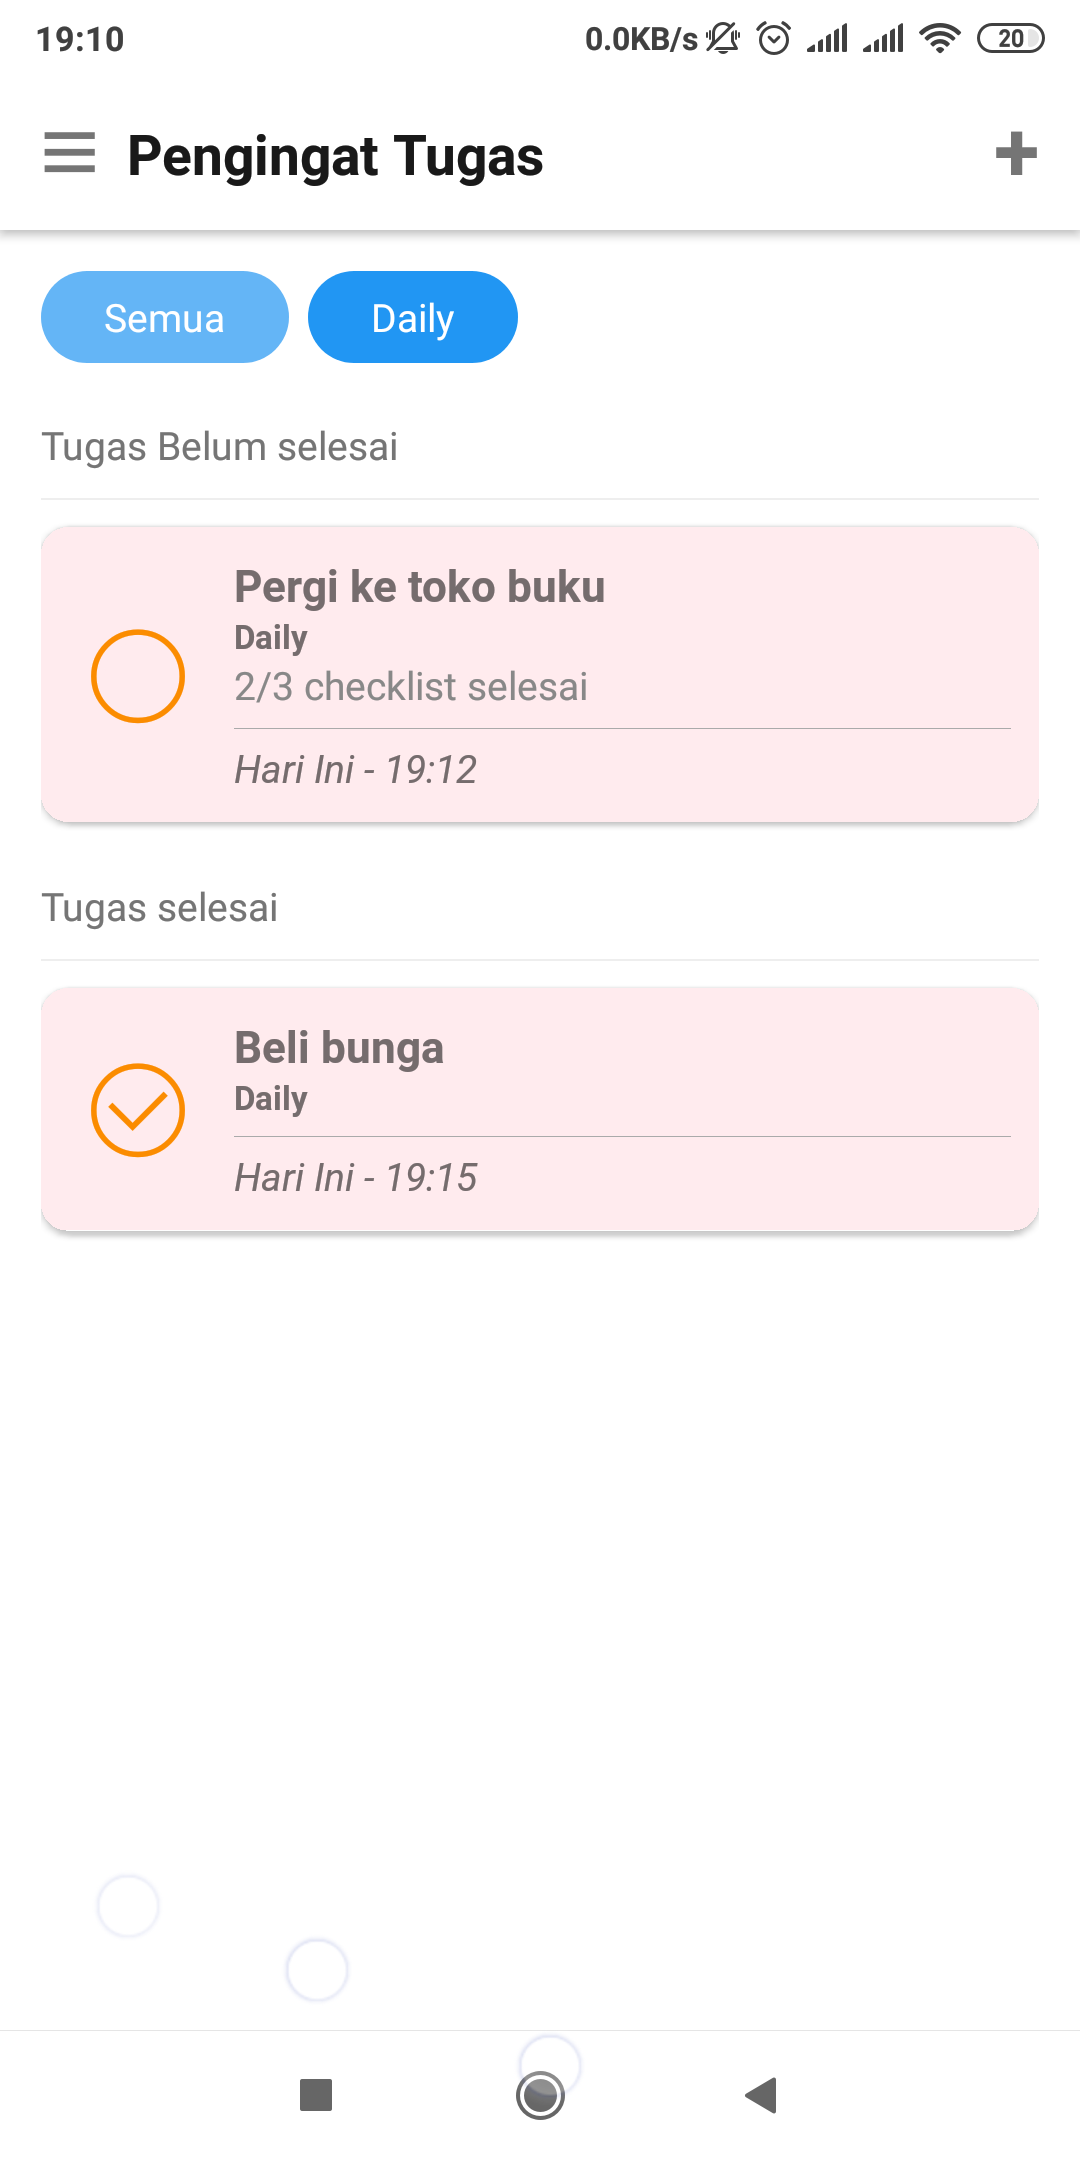 19:10 0.0KB/s 20
Pengingat Tugas
Semua Daily
Tugas Belum selesai
Pergi ke toko buku
Daily
2/3 checklist selesai
Hari Ini - 19:12
Tugas selesai
Beli bunga
Daily
Hari Ini - 19:15